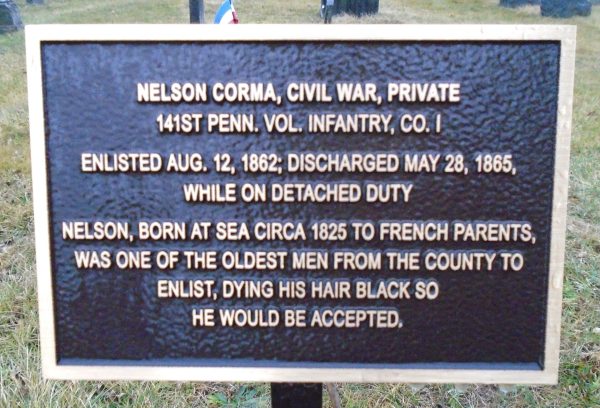 NELSON CORMA, CIVIL WAR, PRIVATE
141ST PENN. VOL. INFANTRY, CO. I
ENLISTED AUG. 12, 1862; DISCHARGED MAY 28, 1865,
WHILE ON DETACHED DUTY
NELSON, BORN AT SEA CIRCA 1825 TO FRENCH PARENTS,
WAS ONE OF THE OLDEST MEN FROM THE COUNTY TO
ENLIST, DYING HIS HAIR BLACK SO
HE WOULD BE ACCEPTED.